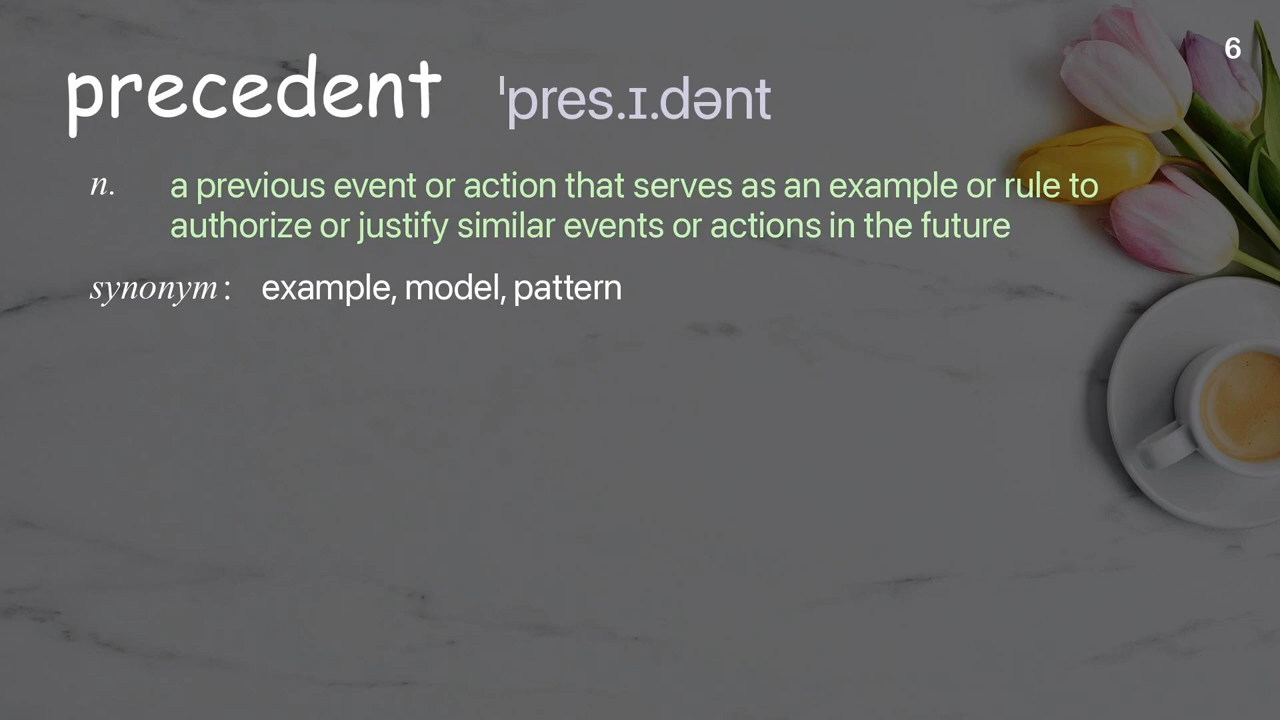 6
precedent ˈpres.ɪ.dənt
n. a previous event or action that serves as an example or rule to
authorize or justify similar events or actions in the future
synonym : example, model, pattern